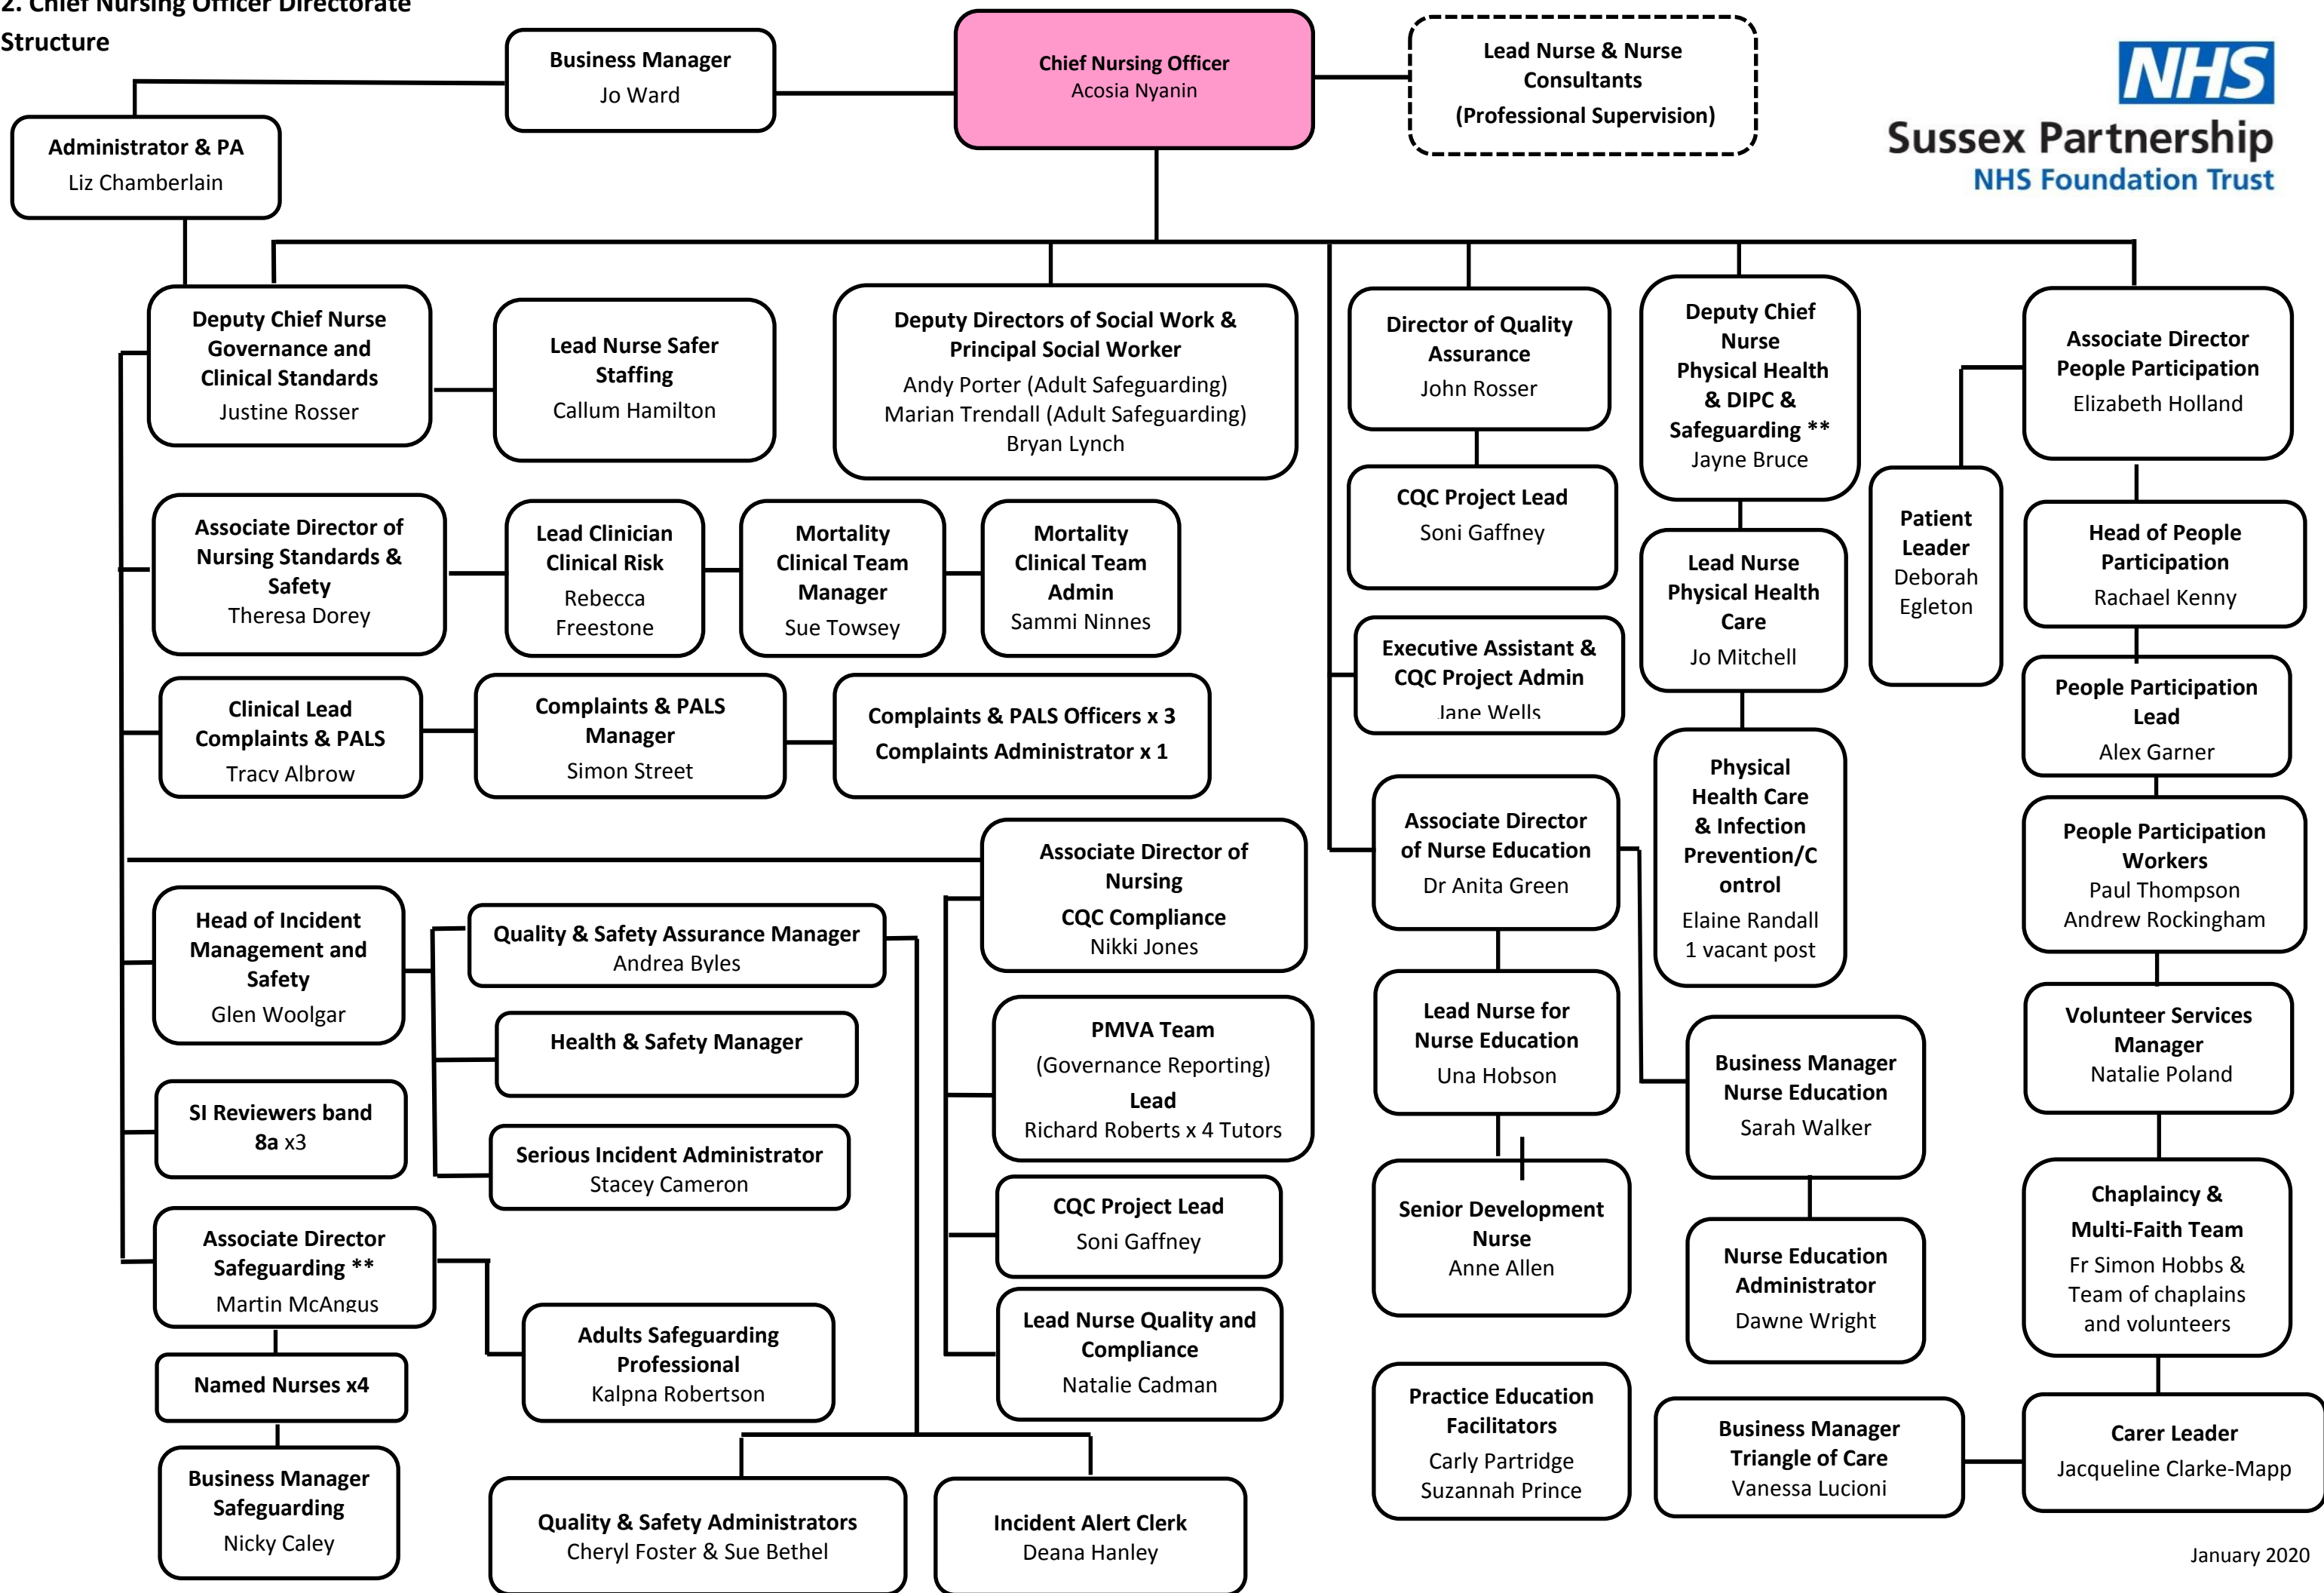 2. Chief Nursing Officer Directorate
Structure
Business Manager
Jo Ward
Chief Nursing Officer
Acosia Nyanin
Lead Nurse & Nurse
Consultants
(Professional Supervision)
NHS
Sussex Partnership
NHS Foundation Trust
Administrator & PA
Liz Chamberlain
Deputy Chief Nurse
Governance and
Clinical Standards
Justine Rosser
Lead Nurse Safer
Staffing
Callum Hamilton
Deputy Directors of Social Work &
Principal Social Worker
Andy Porter (Adult Safeguarding)
Marian Trendall (Adult Safeguarding)
Bryan Lynch
Director of Quality
Assurance
John Rosser
Deputy Chief
Nurse
Physical Health
& DIPC &
Safeguarding **
Jayne Bruce
Associate Director
People Participation
Elizabeth Holland
Associate Director of
Nursing Standards &
Safety
Theresa Dorey
Lead Clinician
Clinical Risk
Rebecca
Freestone
Mortality
Clinical Team
Manager
Sue Towsey
Mortality
Clinical Team
Admin
Sammi Ninnes
CQC Project Lead
Soni Gaffney
Lead Nurse
Physical Health
Care
Jo Mitchell
Patient
Leader
Deborah
Egleton
Head of People
Participation
Rachael Kenny
Clinical Lead
Complaints & PALS
Tracy Albrow
Complaints & PALS
Manager
Simon Street
Complaints & PALS Officers x 3
Complaints Administrator x 1
Executive Assistant &
CQC Project Admin
Jane Wells
People Participation
Lead
Alex Garner
Associate Director of
Nursing
CQC Compliance
Nikki Jones
Associate Director
of Nurse Education
Dr Anita Green
Physical
Health Care
& Infection
Prevention/C
ontrol
Elaine Randall
1 vacant post
People Participation
Workers
Paul Thompson
Andrew Rockingham
Head of Incident
Management and
Safety
Glen Woolgar
Quality & Safety Assurance Manager
Andrea Byles
Health & Safety Manager
Serious Incident Administrator
Stacey Cameron
PMVA Team
(Governance Reporting)
Lead
Richard Roberts x 4 Tutors
Lead Nurse for
Nurse Education
Una Hobson
Business Manager
Nurse Education
Sarah Walker
Volunteer Services
Manager
Natalie Poland
SI Reviewers band
8a x3
CQC Project Lead
Soni Gaffney
Senior Development
Nurse
Anne Allen
Nurse Education
Administrator
Dawne Wright
Chaplaincy &
Multi-Faith Team
Fr Simon Hobbs &
Team of chaplains
and volunteers
Associate Director
Safeguarding **
Martin McAngus
Adults Safeguarding
Professional
Kalpna Robertson
Lead Nurse Quality and
Compliance
Natalie Cadman
Named Nurses x4
Practice Education
Facilitators
Carly Partridge
Suzannah Prince
Business Manager
Triangle of Care
Vanessa Lucioni
Carer Leader
Jacqueline Clarke-Mapp
Business Manager
Safeguarding
Nicky Caley
Quality & Safety Administrators
Cheryl Foster & Sue Bethel
Incident Alert Clerk
Deana Hanley
January 2020